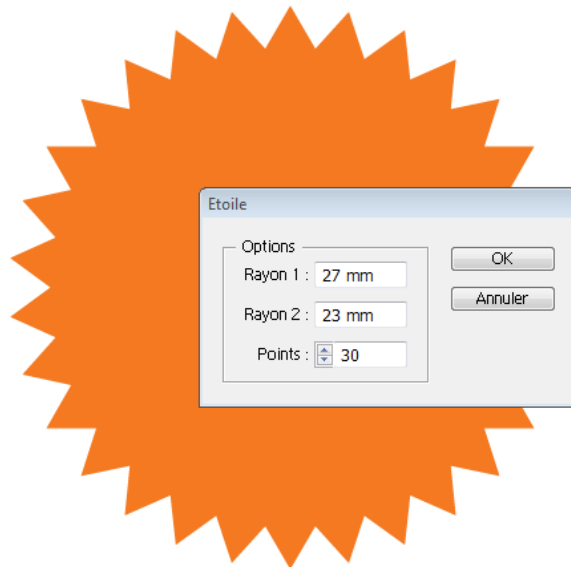 Etoile
Options
Rayon 1 : 27 mm
Rayon 2 : 23 mm
Points : 30
OK
Annuler